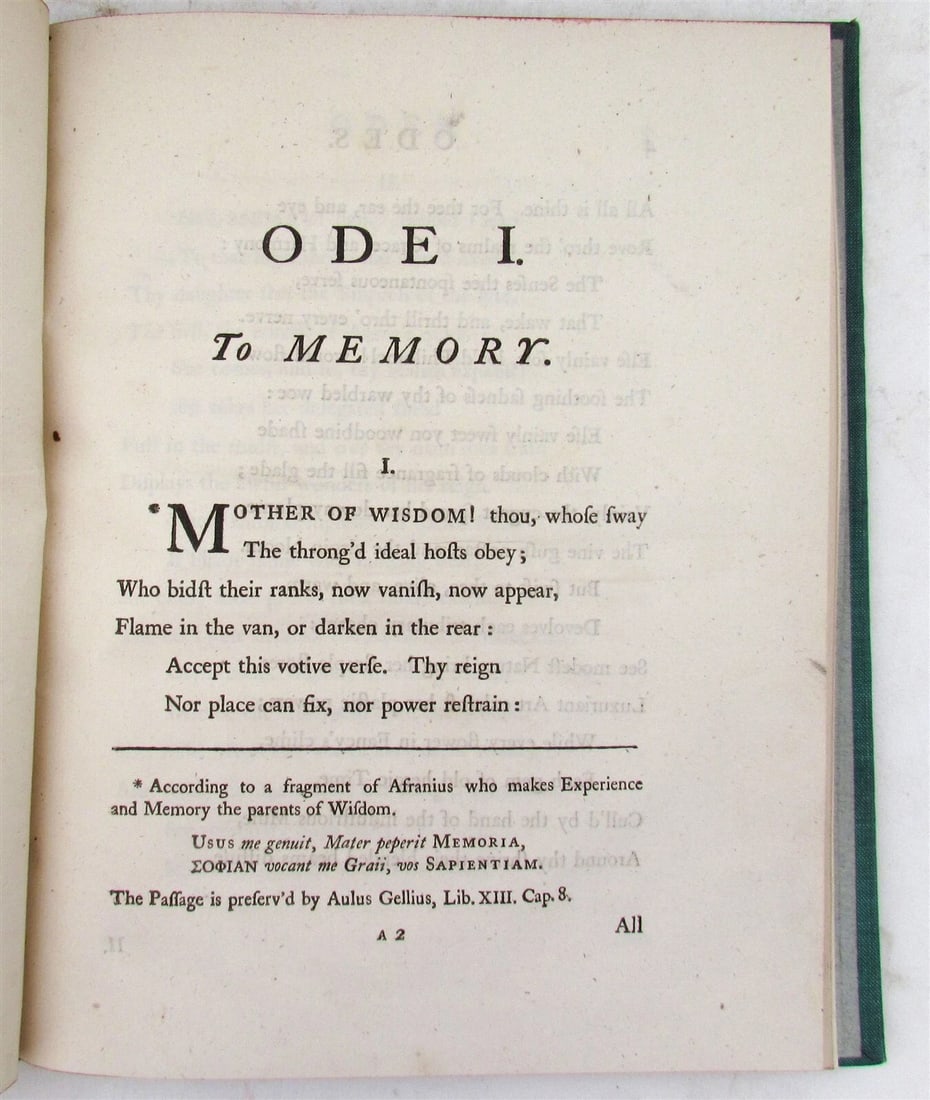 ODE I.
To MEMORY.
I.
*MOTHER OF WISDOM! thou, whoſe ſway
The throng'd ideal hoſts obey;
Who bidſt their ranks, now vaniſh, now appear,
Flame in the van, or darken in the rear:
Accept this votive verſe. Thy reign
Nor place can fix, nor power reſtrain:
* According to a fragment of Afranius who makes Experience
and Memory the parents of Wiſdom.
USUS me genuit, Mater peperit MEMORIA,
ΣΟΦΙΑΝ vocant me Graii, vos SAPIENTIAM.
The Paſſage is preſerv'd by Aulus Gellius, Lib. XIII. Cap. 8.
A 2
All